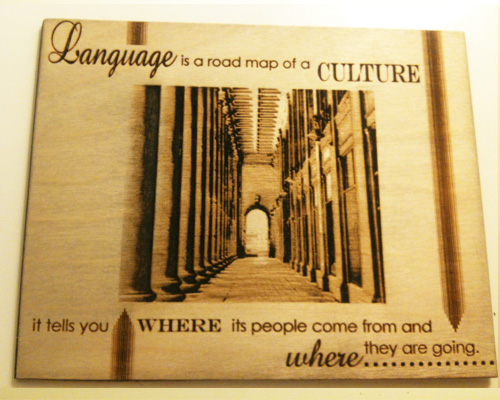 Language is a road map of a CULTURE
it tells you WHERE its people come from and
where they are going.............